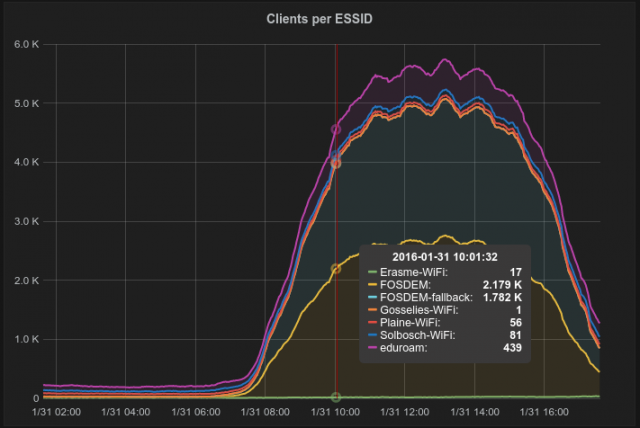 Clients per ESSID
6.0 K
5.0 K
4.0 K
3.0 K
2.0 K
1.0 K
0
2016-01-31 10:01:32
Erasme-WiFi: 17
FOSDEM: 2.179 K
FOSDEM-fallback: 1.782 K
Gosselies-WiFi: 1
Plaine-WiFi: 56
Solbosch-WiFi: 81
eduroam: 439
1/31 02:00 1/31 04:00 1/31 06:00 1/31 08:00 1/31 10:00 1/31 12:00 1/31 14:00 1/31 16:00